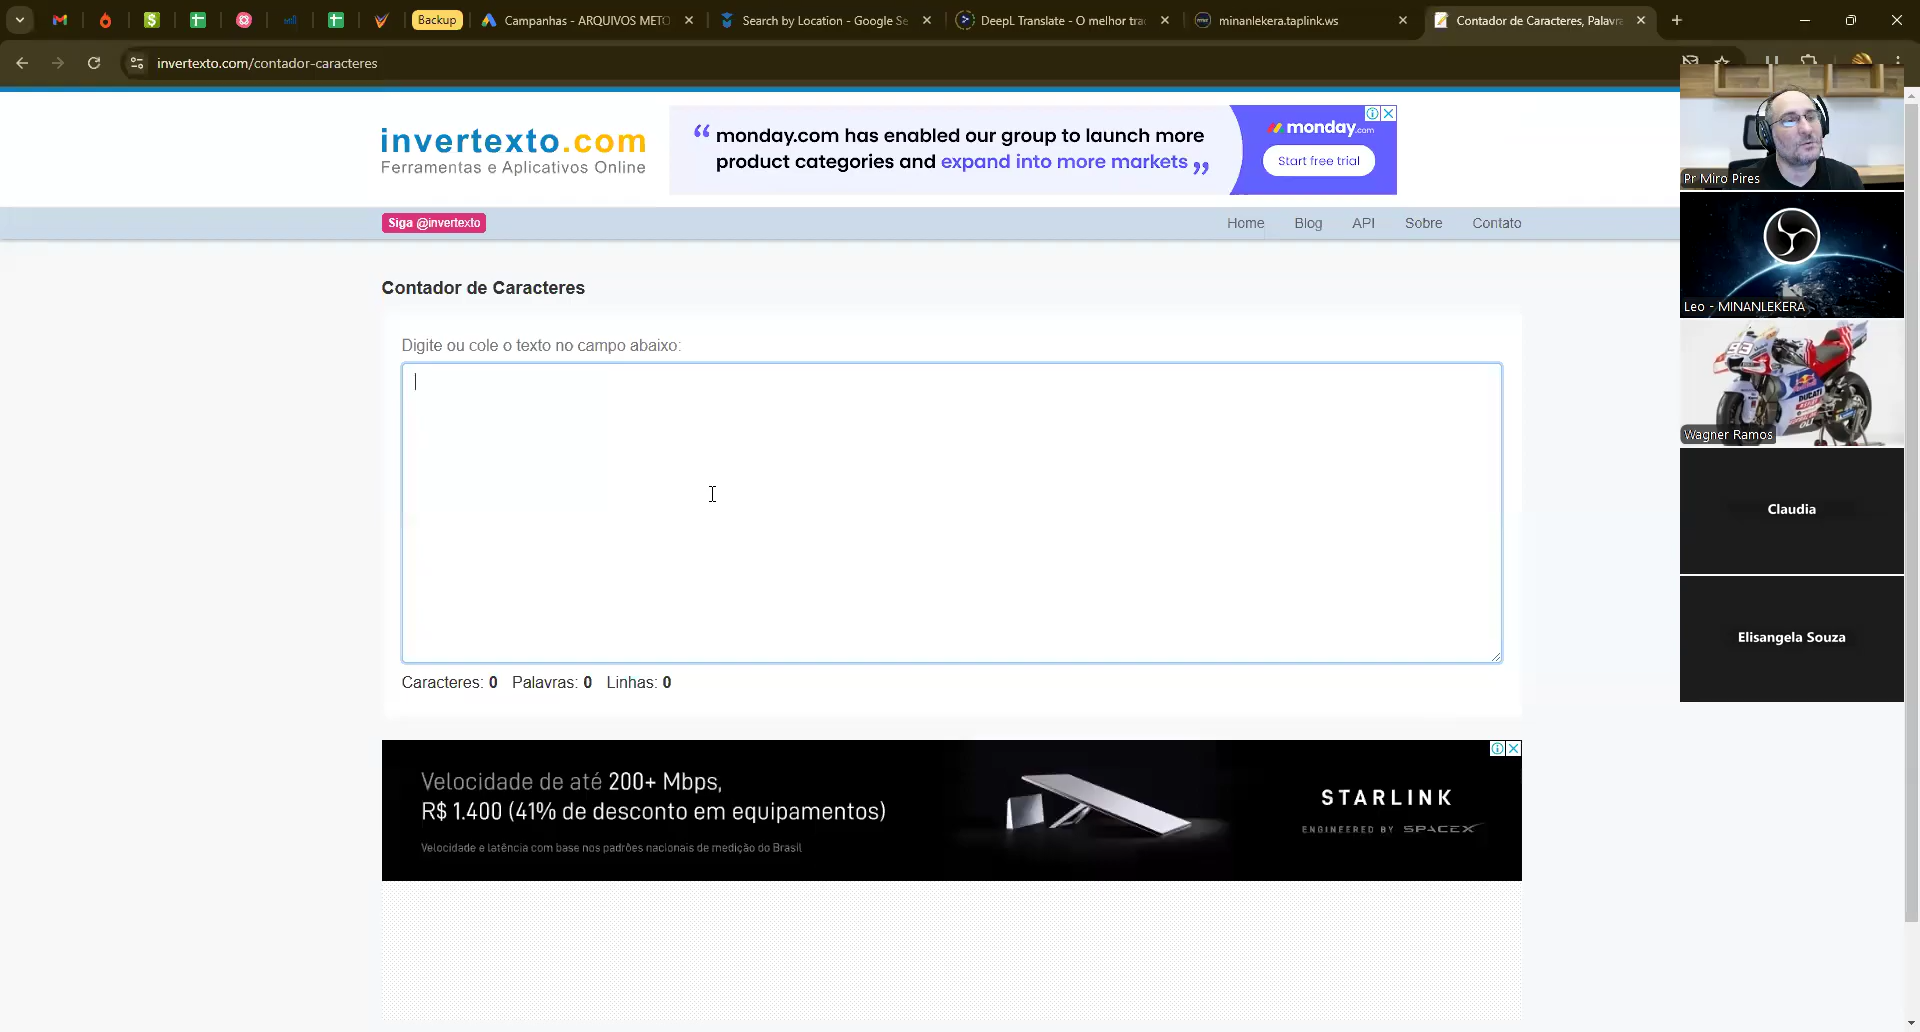 Backup
Campanhas - ARQUIVOS METO
Search by Location - Google Se
DeepL Translate - O melhor tra
minanlekera.taplink.ws
Contador de Caracteres, Palavra
invertexto.com/contador-caracteres
invertexto.com
Ferramentas e Aplicativos Online
“ monday.com has enabled our group to launch more
product categories and expand into more markets ”
monday.com
Start free trial
Siga @invertexto
Home
Blog
API
Sobre
Contato
Contador de Caracteres
Digite ou cole o texto no campo abaixo:
Caracteres: 0 Palavras: 0 Linhas: 0
Velocidade de até 200+ Mbps,
R$ 1.400 (41% de desconto em equipamentos)
Velocidade e latência com base nos padrões nacionais de medição do Brasil
STARLINK
ENGINEERED BY SPACEX
Pr Miro Pires
Leo - MINANLEKERA
93
DUCATI
Wagner Ramos
Claudia
Elisangela Souza